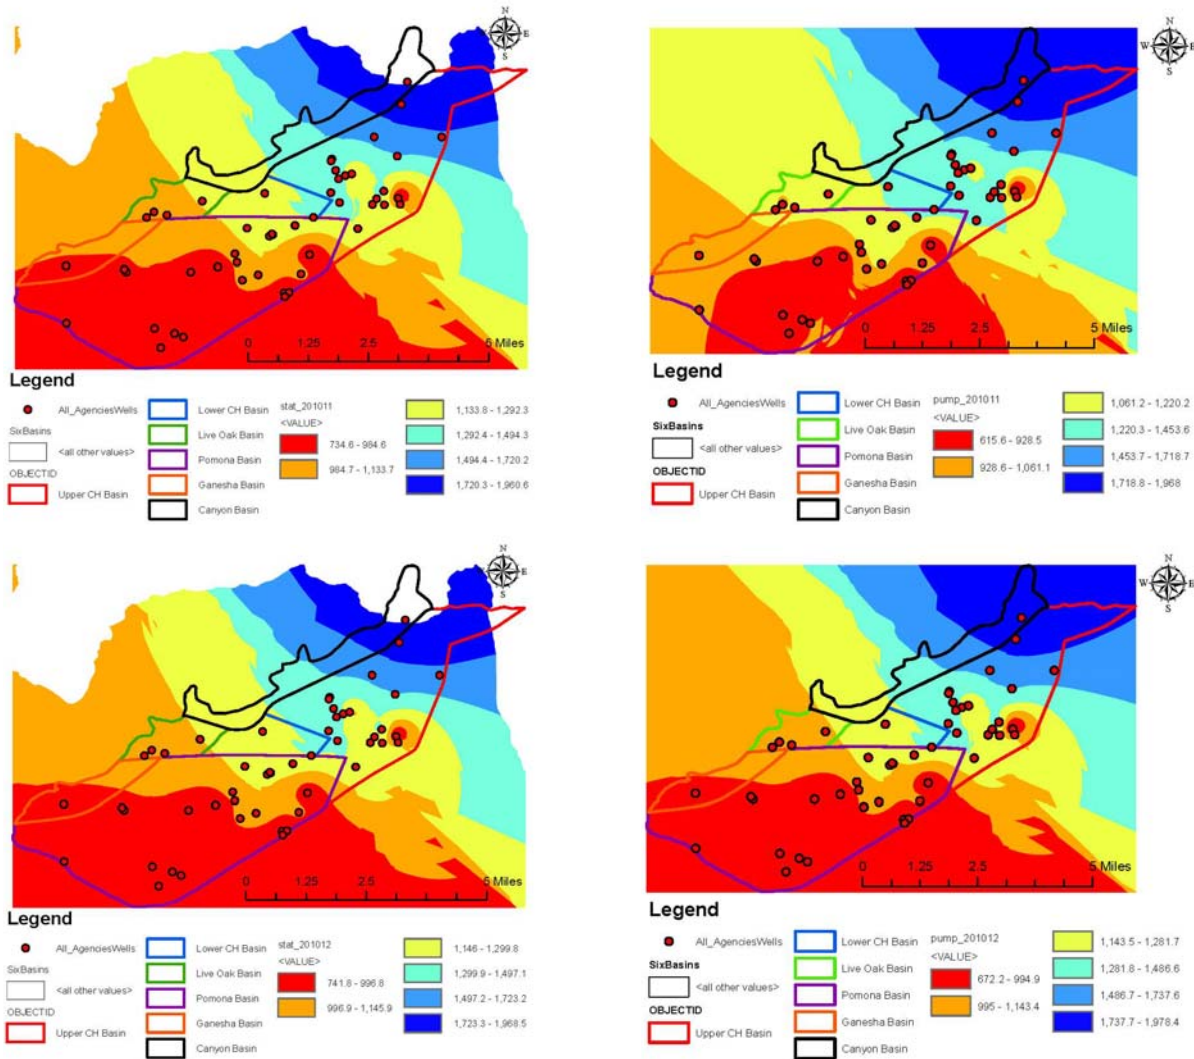 N
E
S
0 1.25 2.5 5 Miles
Legend
All_AgenciesWells
SixBasins
<all other values>
OBJECTID
Upper CH Basin
Lower CH Basin
Live Oak Basin
Pomona Basin
Ganesha Basin
Canyon Basin
stat_201011
<VALUE>
734.6 - 984.6
984.7 - 1,133.7
1,133.8 - 1,292.3
1,292.4 - 1,494.3
1,494.4 - 1,720.2
1,720.3 - 1,960.6
N
W E
S
0 1.25 2.5 5 Miles
Legend
All_AgenciesWells
SixBasins
<all other values>
OBJECTID
Upper CH Basin
Lower CH Basin
Live Oak Basin
Pomona Basin
Ganesha Basin
Canyon Basin
pump_201011
<VALUE>
615.6 - 928.5
928.6 - 1,061.1
1,061.2 - 1,220.2
1,220.3 - 1,453.6
1,453.7 - 1,718.7
1,718.8 - 1,968
N
E
S
0 1.25 2.5 5 Miles
Legend
All_AgenciesWells
SixBasins
<all other values>
OBJECTID
Upper CH Basin
Lower CH Basin
Live Oak Basin
Pomona Basin
Ganesha Basin
Canyon Basin
stat_201012
<VALUE>
741.8 - 996.8
996.9 - 1,145.9
1,146 - 1,299.8
1,299.9 - 1,497.1
1,497.2 - 1,723.2
1,723.3 - 1,968.5
N
W E
S
0 1.25 2.5 5 Miles
Legend
All_AgenciesWells
SixBasins
<all other values>
OBJECTID
Upper CH Basin
Lower CH Basin
Live Oak Basin
Pomona Basin
Ganesha Basin
Canyon Basin
pump_201012
<VALUE>
672.2 - 994.9
995 - 1,143.4
1,143.5 - 1,281.7
1,281.8 - 1,486.6
1,486.7 - 1,737.6
1,737.7 - 1,978.4